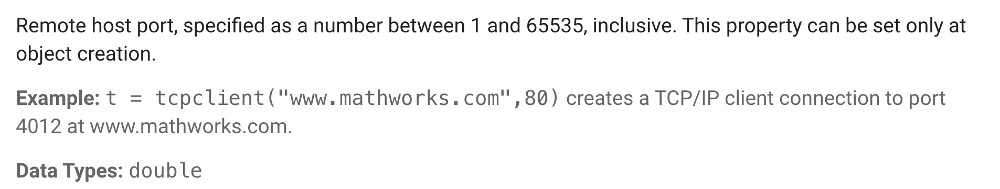 Remote host port, specified as a number between 1 and 65535, inclusive. This property can be set only at
object creation.
Example: t = tcpclient("www.mathworks.com",80) creates a TCP/IP client connection to port
4012 at www.mathworks.com.
Data Types: double